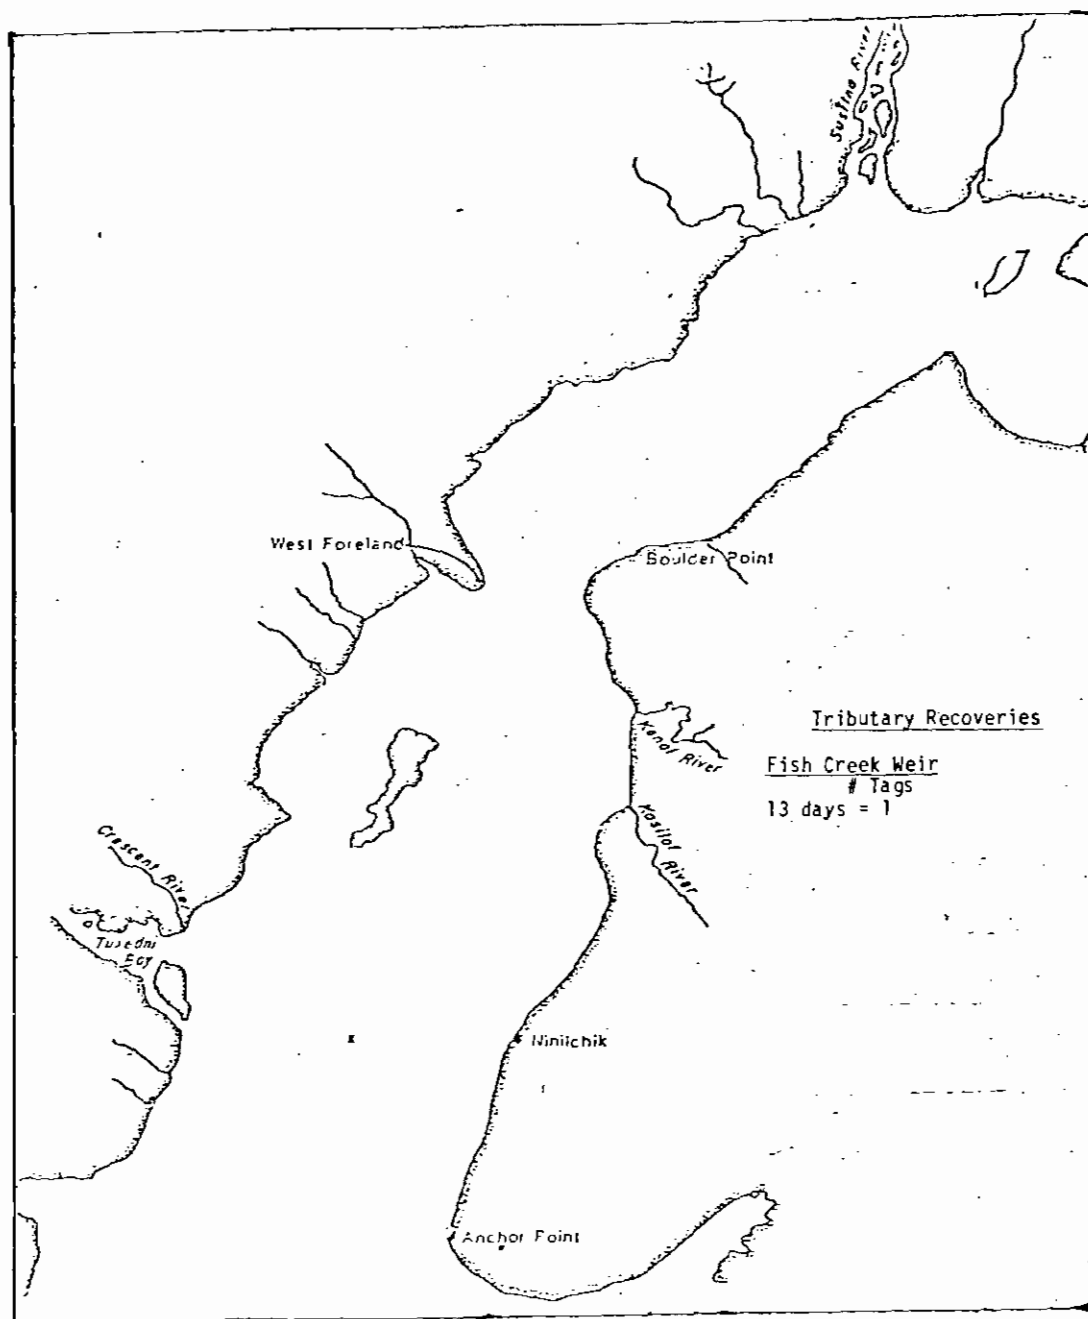 Susitna River
West Foreland
Boulder Point
Tributary Recoveries
Kenai River
Fish Creek Weir
# Tags
13 days = 1
Kasilof
River
Crescent River
Tuxedni
Bay
x
Ninilchik
Anchor Point